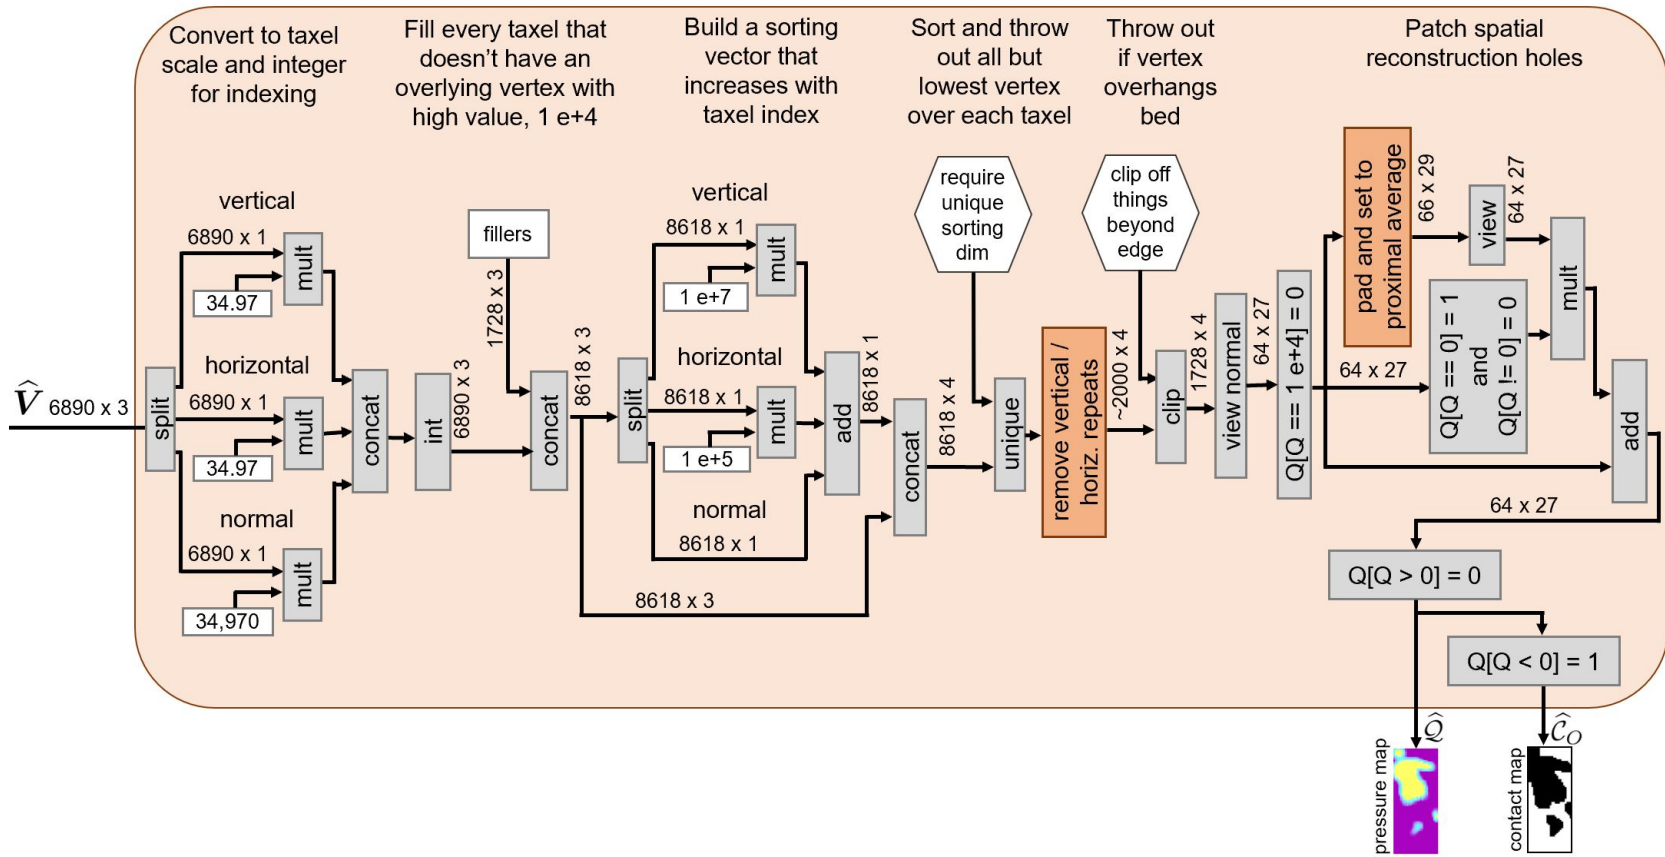 Convert to taxel
scale and integer
for indexing
Fill every taxel that
doesn't have an
overlying vertex with
high value, 1 e+4
Build a sorting
vector that
increases with
taxel index
Sort and throw
out all but
lowest vertex
over each taxel
Throw out
if vertex
overhangs
bed
Patch spatial
reconstruction holes
V̂ 6890 x 3
split
vertical
6890 x 1
34.97
mult
horizontal
6890 x 1
34.97
mult
normal
6890 x 1
34,970
mult
concat
int
6890 x 3
fillers
1728 x 3
concat
8618 x 3
split
vertical
8618 x 1
1 e+7
mult
horizontal
8618 x 1
1 e+5
mult
normal
8618 x 1
8618 x 3
add
8618 x 1
concat
8618 x 4
require
unique
sorting
dim
unique
remove vertical /
horiz. repeats
~2000 x 4
clip off
things
beyond
edge
clip
1728 x 4
view normal
64 x 27
Q[Q == 1 e+4] = 0
pad and set to
proximal average
66 x 29
view
64 x 27
64 x 27
Q[Q == 0] = 1
and
Q[Q != 0] = 0
mult
add
64 x 27
Q[Q > 0] = 0
Q[Q < 0] = 1
pressure map
Q̂
contact map
Ĉ_O